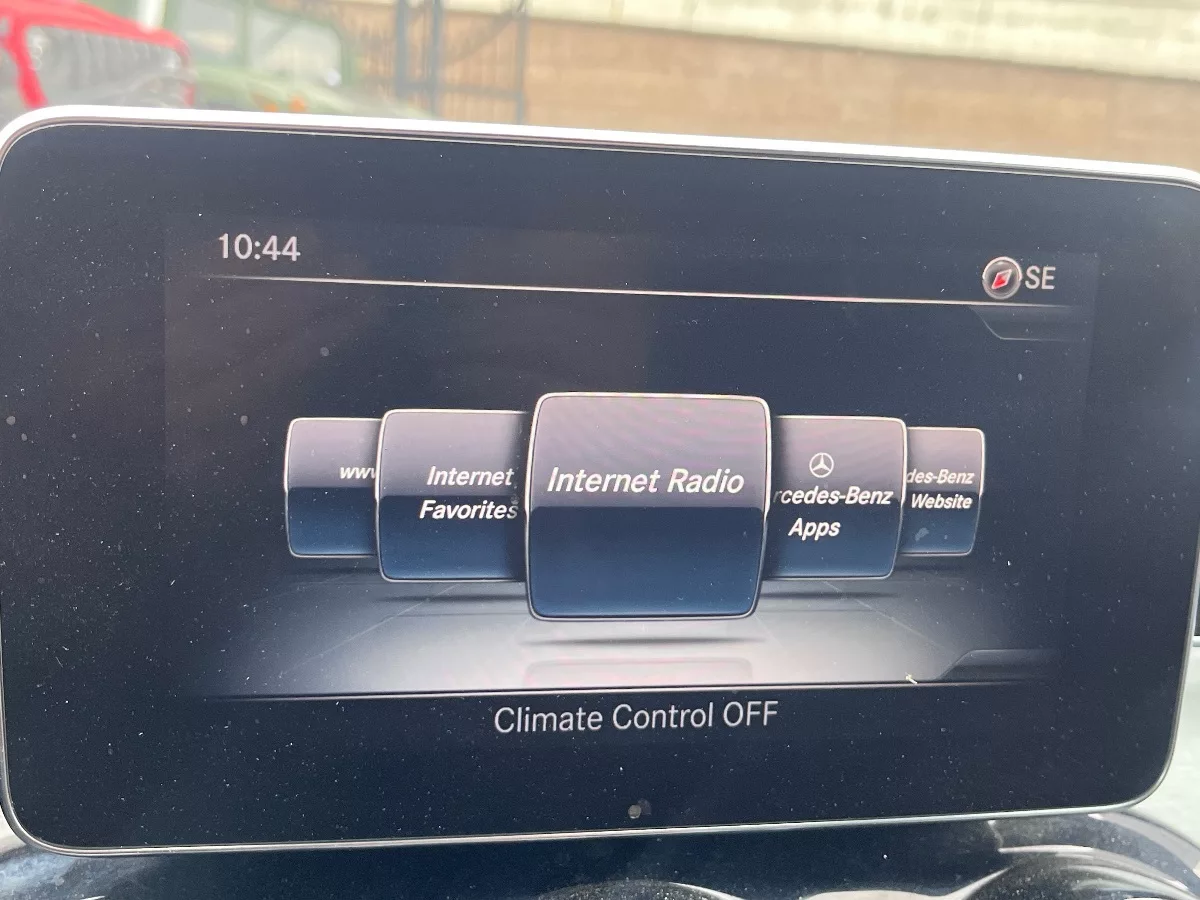 10:44
SE
www
Internet
Favorites
Internet Radio
rcedes-Benz
Apps
des-Benz
Website
Climate Control OFF